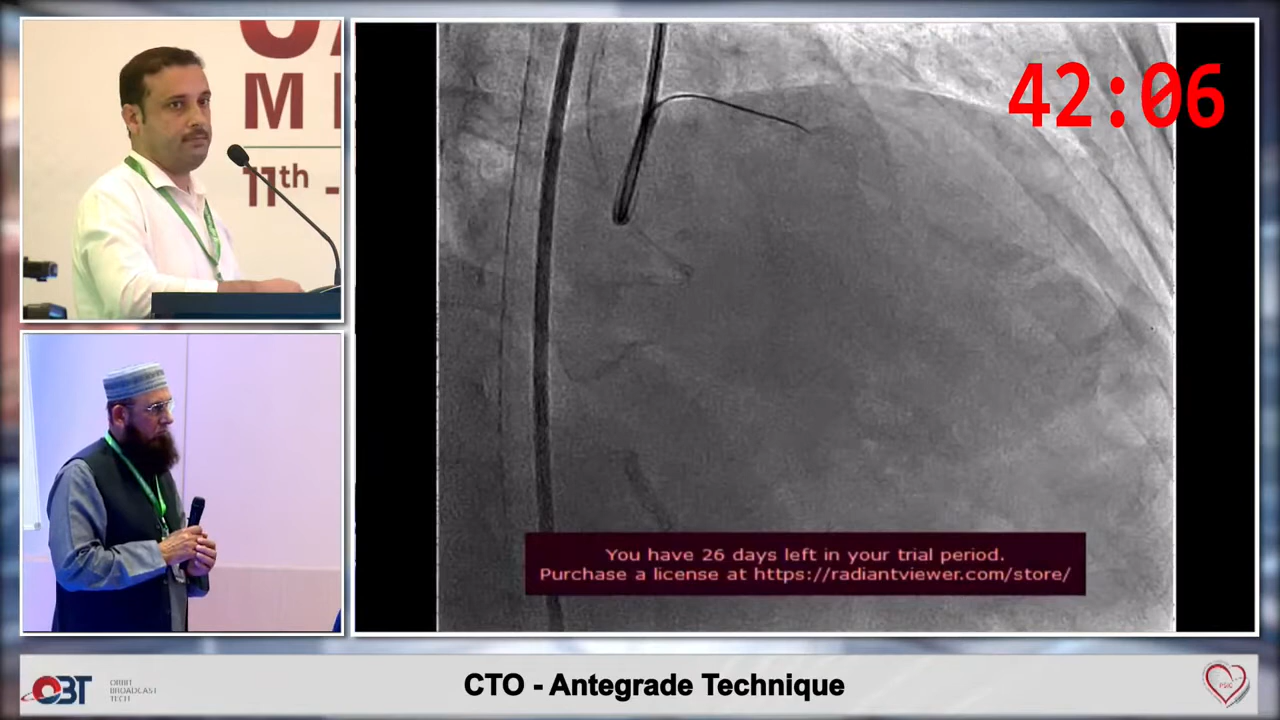 M
11th -
42:06
You have 26 days left in your trial period.
Purchase a license at https://radiantviewer.com/store/
OBT
ORBIT
BROADCAST
TECH
CTO - Antegrade Technique
PSIC